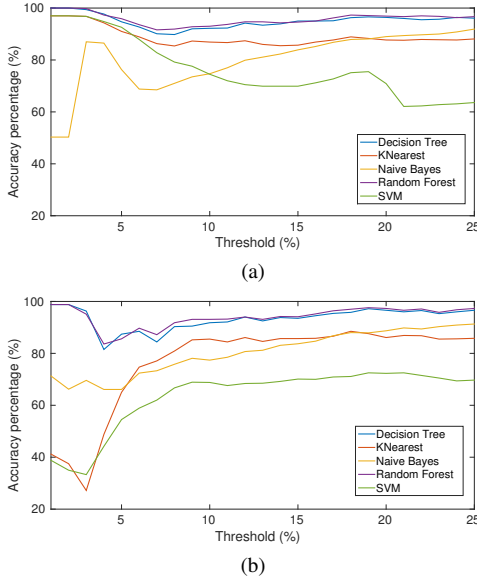 100
80
60
40
20
Accuracy percentage (%)
Decision Tree
KNearest
Naive Bayes
Random Forest
SVM
5 10 15 20 25
Threshold (%)
(a)
100
80
60
40
20
Accuracy percentage (%)
Decision Tree
KNearest
Naive Bayes
Random Forest
SVM
5 10 15 20 25
Threshold (%)
(b)